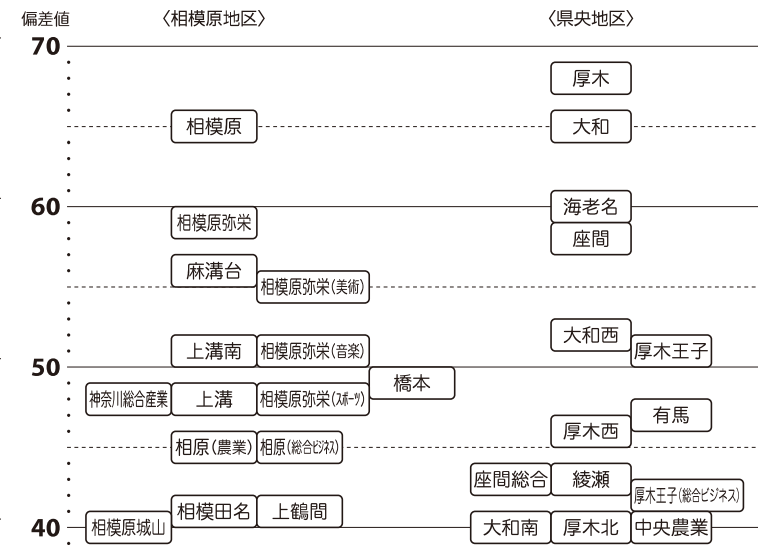 偏差値
〈相模原地区〉
〈県央地区〉
70
厚木
相模原
大和
60
海老名
相模原弥栄
座間
麻溝台
相模原弥栄(美術)
大和西
上溝南
相模原弥栄(音楽)
厚木王子
50
橋本
神奈川総合産業
上溝
相模原弥栄(スポーツ)
有馬
厚木西
相原(農業)
相原(総合ビジネス)
座間総合
綾瀬
厚木王子(総合ビジネス)
相模田名
上鶴間
40
相模原城山
大和南
厚木北
中央農業